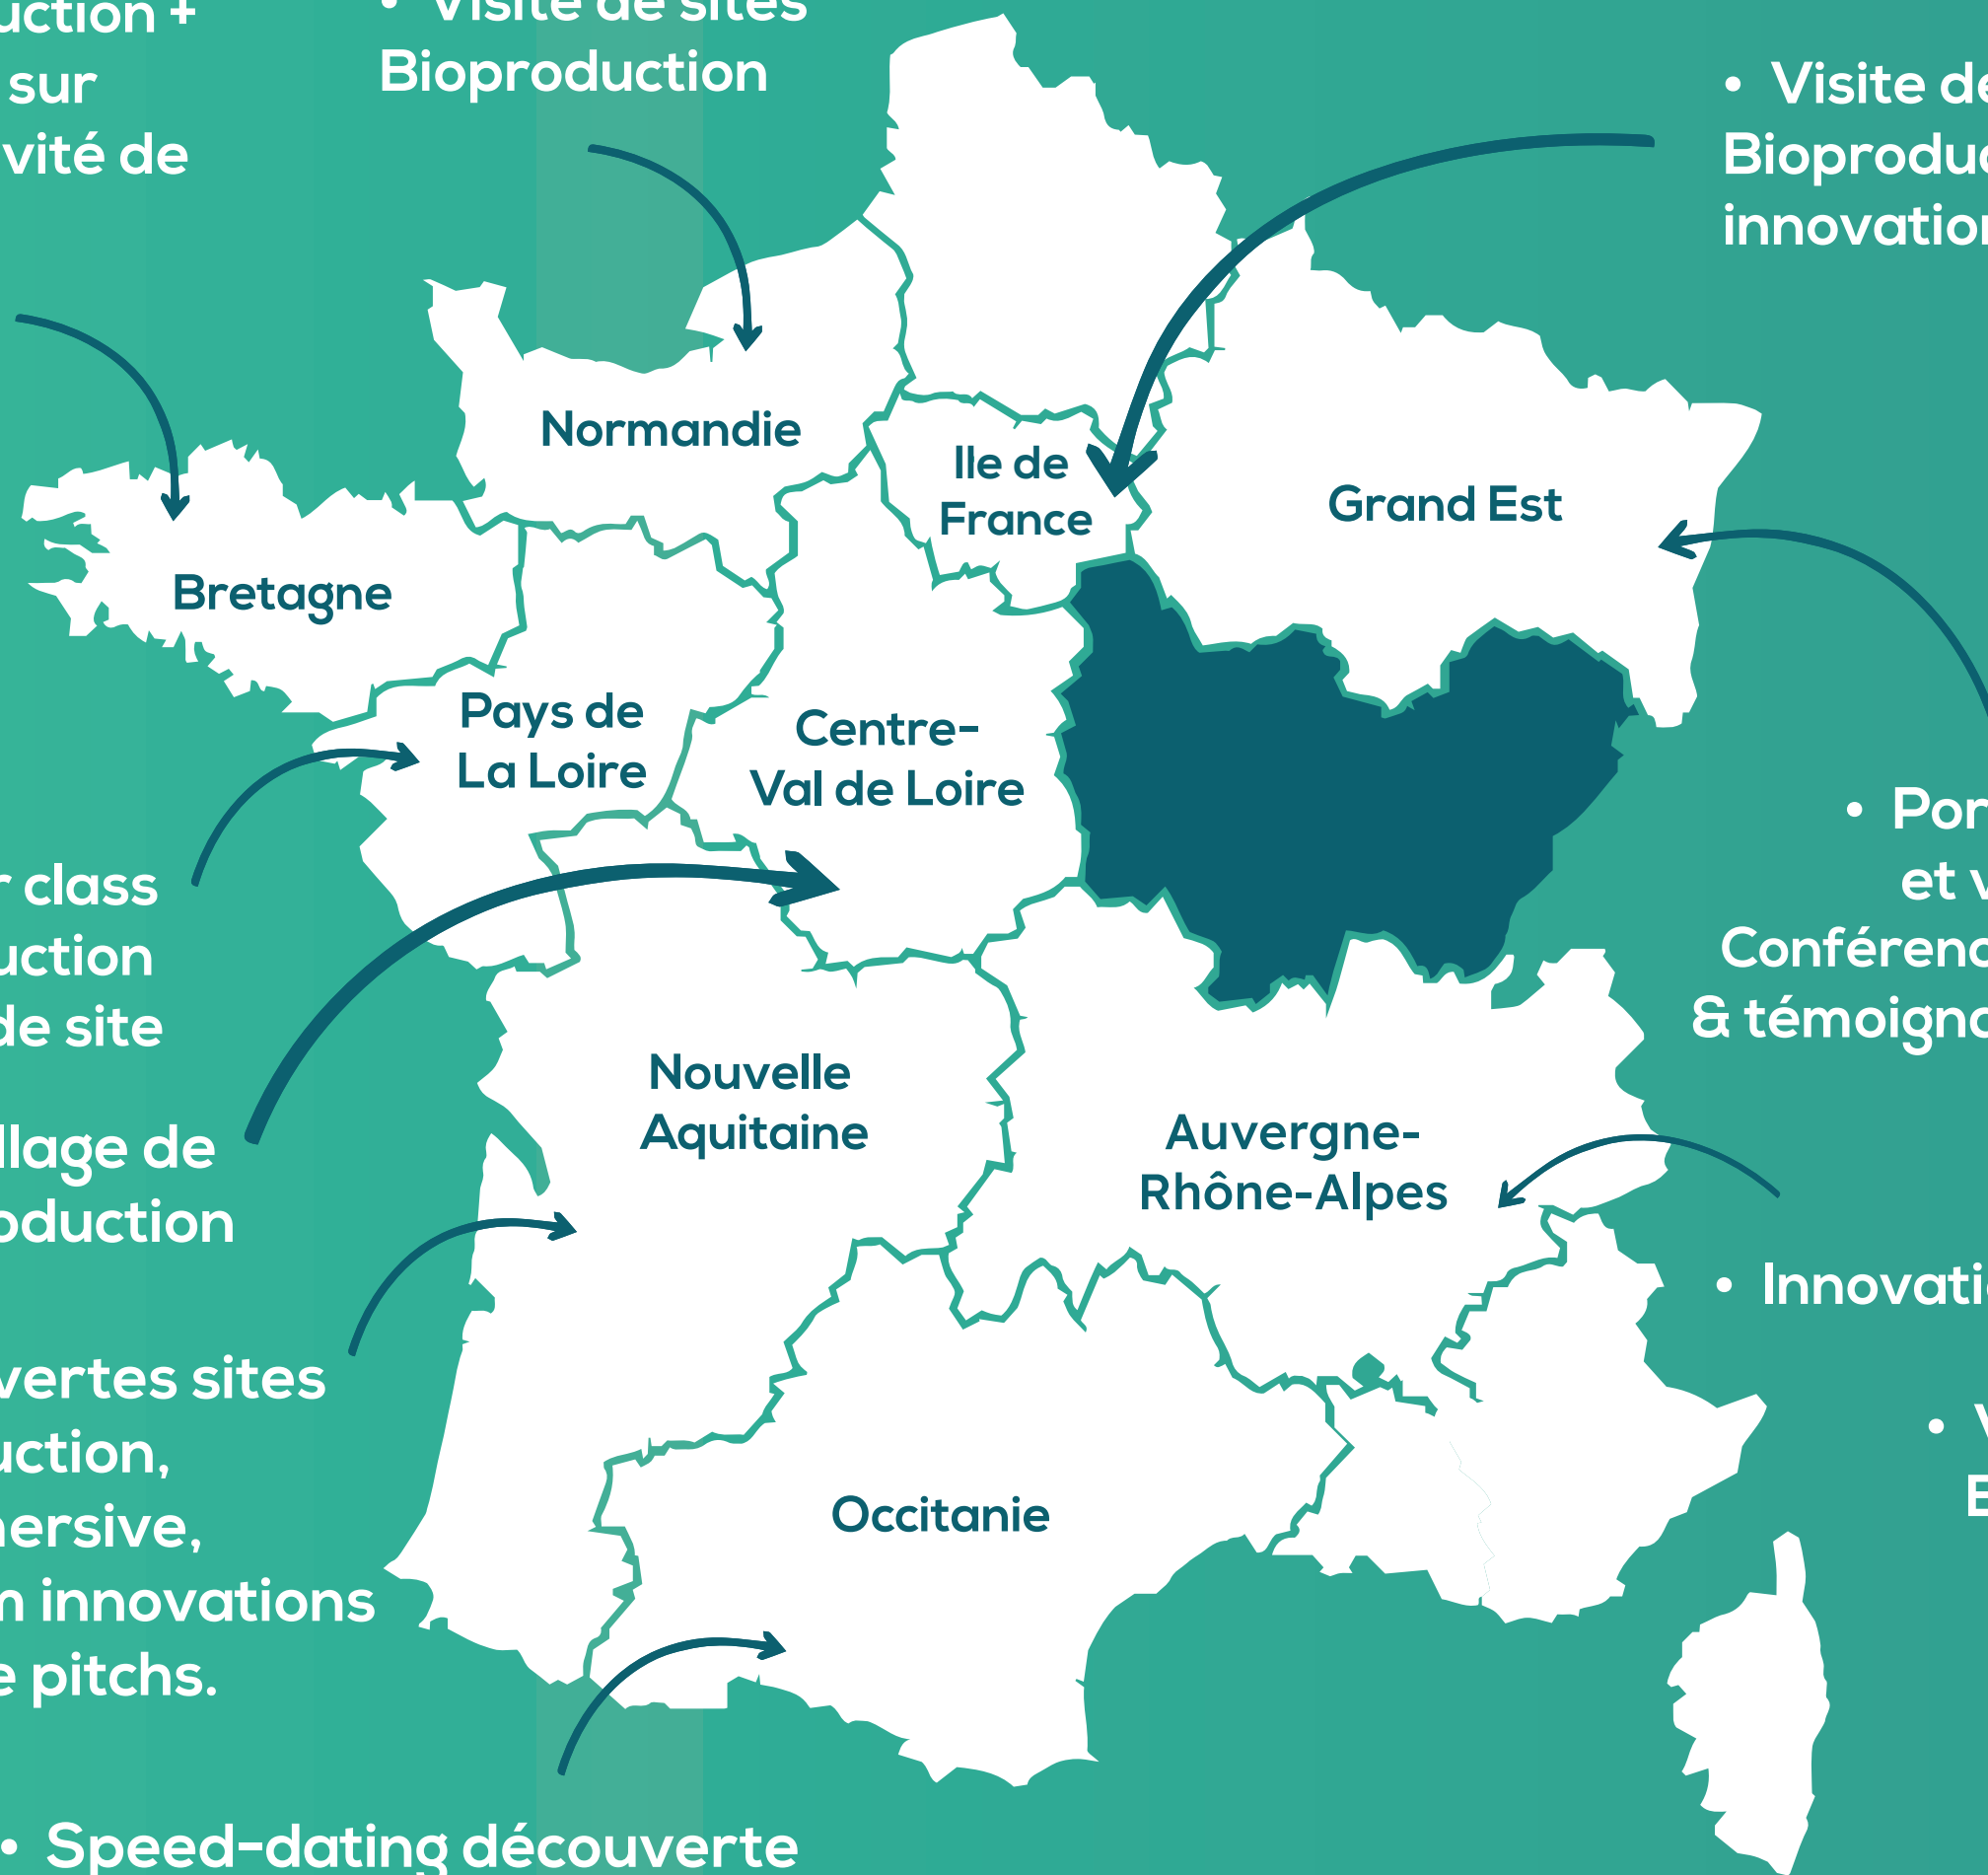 uction +
sur
vité de
• Visite de sites
Bioproduction
• Visite de
Bioproduc
innovation
Normandie
Ile de
France
Grand Est
Bretagne
Pays de
La Loire
Centre-
Val de Loire
• Por
et v
Conférenc
& témoigna
r class
uction
de site
llage de
oduction
Nouvelle
Aquitaine
Auvergne-
Rhône-Alpes
• Innovati
vertes sites
uction,
ersive,
n innovations
e pitchs.
Occitanie
• V
B
• Speed-dating découverte